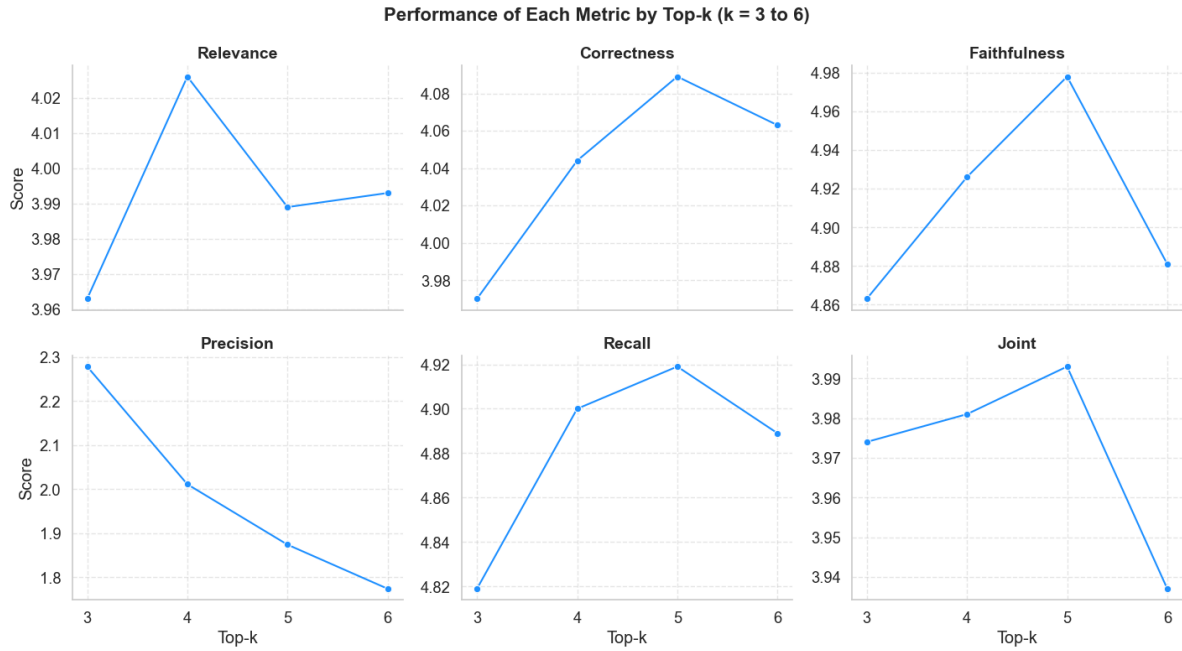 Performance of Each Metric by Top-k (k = 3 to 6)
Relevance
Correctness
Faithfulness
Score
4.02
4.01
4.00
3.99
3.98
3.97
3.96
4.08
4.06
4.04
4.02
4.00
3.98
4.98
4.96
4.94
4.92
4.90
4.88
4.86
Precision
Recall
Joint
Score
2.3
2.2
2.1
2.0
1.9
1.8
4.92
4.90
4.88
4.86
4.84
4.82
3.99
3.98
3.97
3.96
3.95
3.94
3 4 5 6
3 4 5 6
3 4 5 6
Top-k
Top-k
Top-k